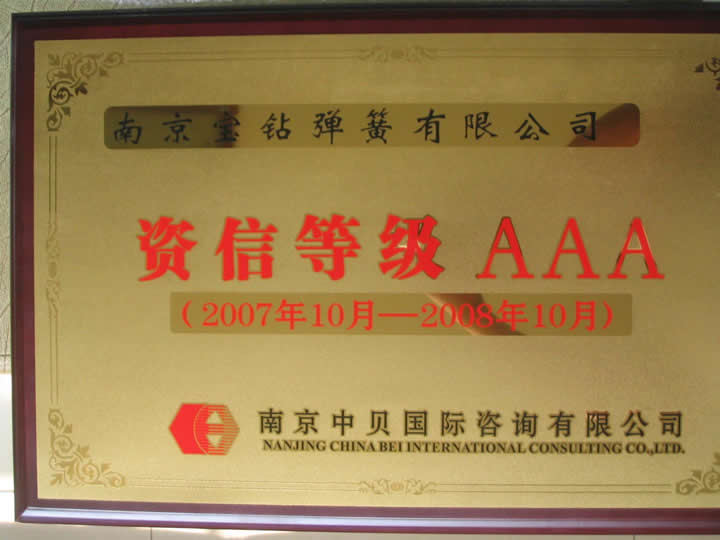 南京宝钻弹簧有限公司
资信等级 AAA
(2007年10月—2008年10月)
南京中贝国际咨询有限公司
NANJING CHINA BEI INTERNATIONAL CONSULTING CO.,LTD.